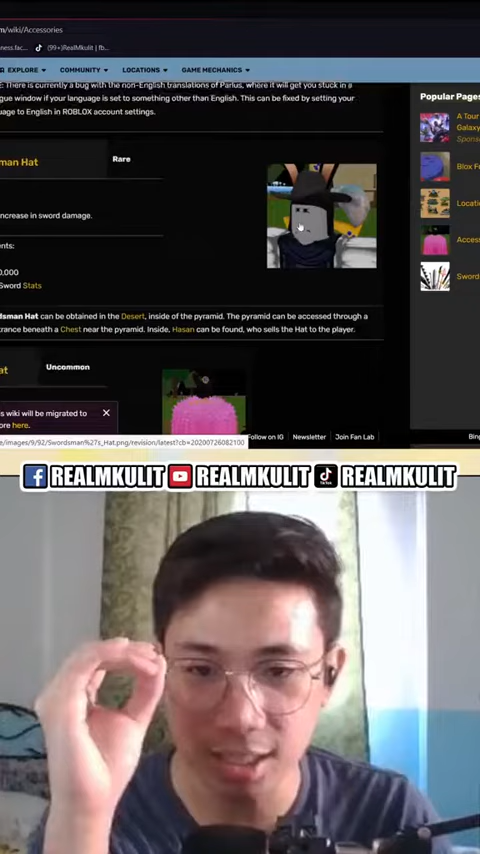 m/wiki/Accessories
ness.fac... (99+)RealMkulit | fb...
EXPLORE COMMUNITY LOCATIONS GAME MECHANICS
E: There is currently a bug with the non-English translations of Parlus, where it will get you stuck in a
gue window if your language is set to something other than English. This can be fixed by setting your
uage to English in ROBLOX account settings.
Popular Pages
A Tour
Galaxy
Spons
sman Hat Rare
Blox Fr
ncrease in sword damage.
Locati
ents:
Access
0,000
Sword Stats
Sword
dsman Hat can be obtained in the Desert, inside of the pyramid. The pyramid can be accessed through a
trance beneath a Chest near the pyramid. Inside, Hasan can be found, who sells the Hat to the player.
at Uncommon
is wiki will be migrated to
ore here.
e/images/9/92/Swordsman%27s_Hat.png/revision/latest?cb=20200726082100
Follow on IG Newsletter Join Fan Lab
Bing
REALMKULIT REALMKULIT REALMKULIT